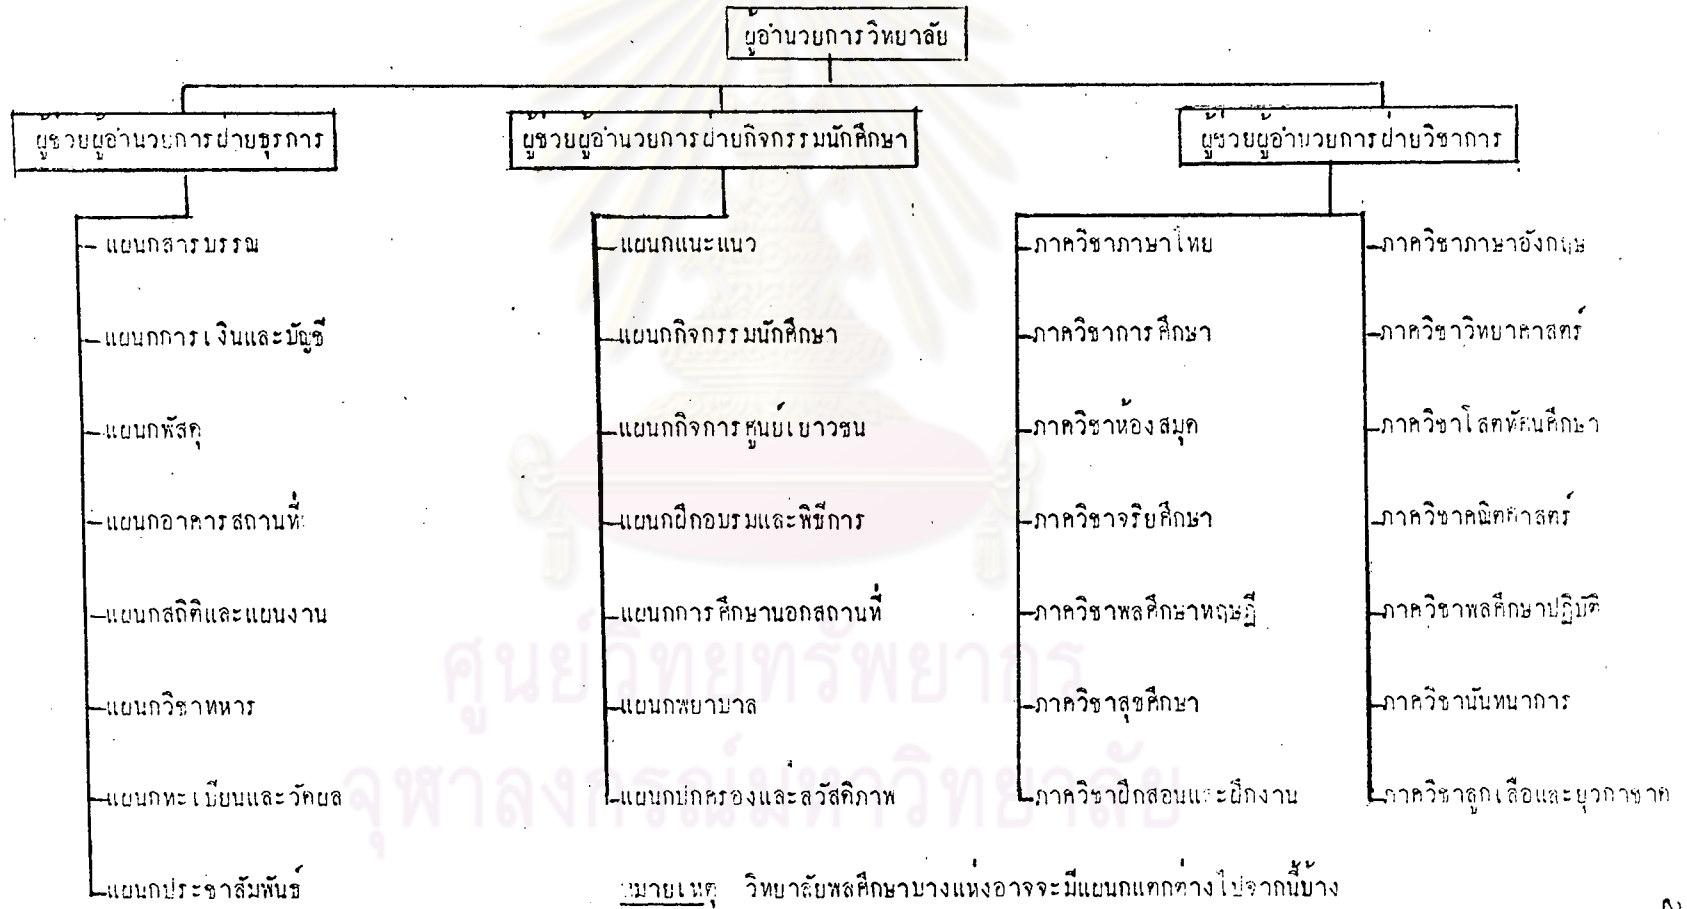 ผู้อำนวยการวิทยาลัย
ผู้ช่วยผู้อำนวยการฝ่ายธุรการ
ผู้ช่วยผู้อำนวยการฝ่ายกิจกรรมนักศึกษา
ผู้ช่วยผู้อำนวยการฝ่ายวิชาการ
แผนกสารบรรณ
แผนกการเงินและบัญชี
แผนกพัสดุ
แผนกอาคารสถานที่
แผนกสถิติและแผนงาน
แผนกวิชาทหาร
แผนกทะเบียนและวัดผล
แผนกประชาสัมพันธ์
แผนกแนะแนว
แผนกกิจกรรมนักศึกษา
แผนกกิจการศูนย์เยาวชน
แผนกฝึกอบรมและพิธีการ
แผนกการศึกษานอกสถานที่
แผนกพยาบาล
แผนกปกครองและสวัสดิภาพ
ภาควิชาภาษาไทย
ภาควิชาการศึกษา
ภาควิชาห้องสมุด
ภาควิชาจริยศึกษา
ภาควิชาพลศึกษาทฤษฎี
ภาควิชาสุขศึกษา
ภาควิชาฝึกสอนและฝึกงาน
ภาควิชาภาษาอังกฤษ
ภาควิชาวิทยาศาสตร์
ภาควิชาโสตทัศนศึกษา
ภาควิชาคณิตศาสตร์
ภาควิชาพลศึกษาปฏิบัติ
ภาควิชานันทนาการ
ภาควิชาลูกเสือและยุวกาชาด
หมายเหตุ วิทยาลัยพลศึกษาบางแห่งอาจจะมีแผนกแตกต่างไปจากนี้บ้าง
ศูนย์วิทยทรัพยากร
จุฬาลงกรณ์มหาวิทยาลัย